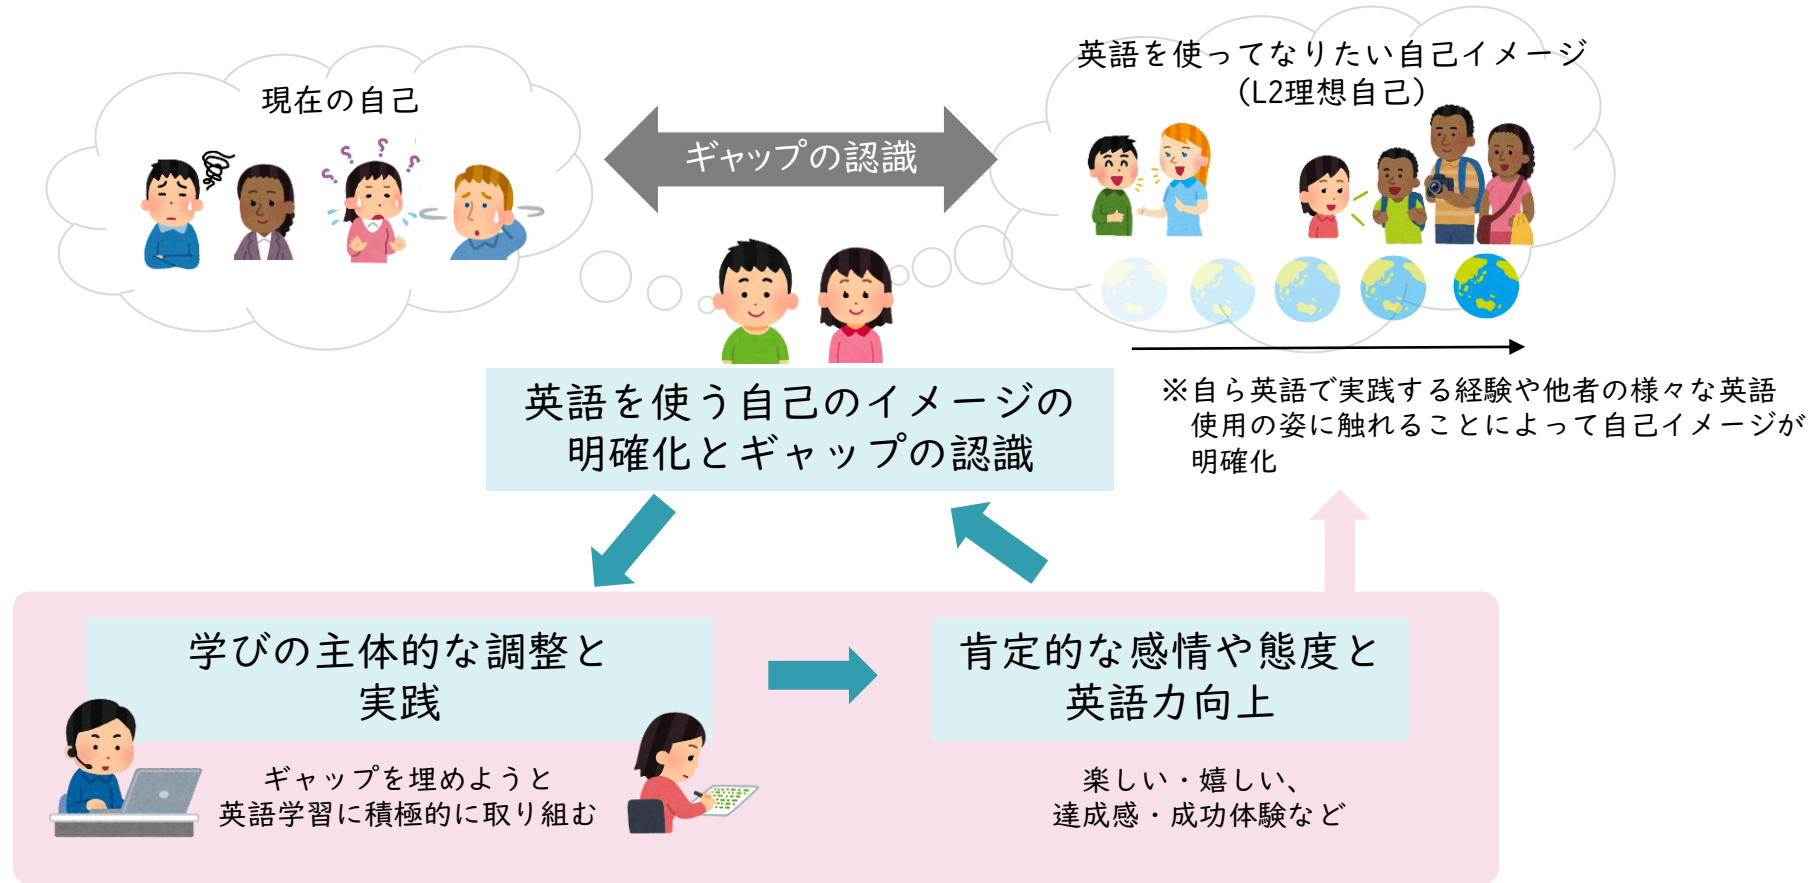 現在の自己
ギャップの認識
英語を使ってなりたい自己イメージ
(L2理想自己)
英語を使う自己のイメージの
明確化とギャップの認識
※自ら英語で実践する経験や他者の様々な英語
使用の姿に触れることによって自己イメージが
明確化
学びの主体的な調整と
実践
ギャップを埋めようと
英語学習に積極的に取り組む
肯定的な感情や態度と
英語力向上
楽しい・嬉しい、
達成感・成功体験など